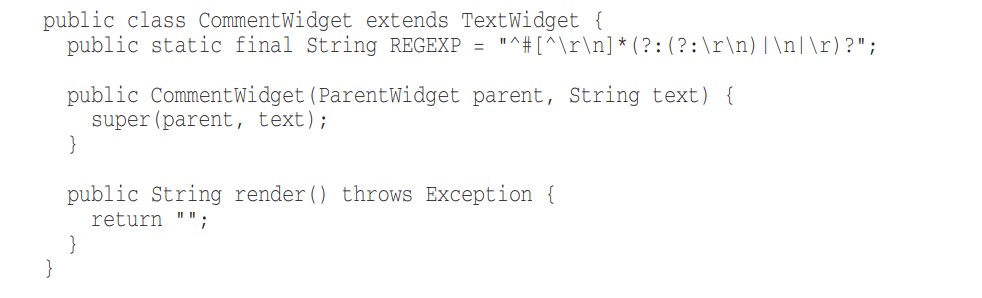 public class CommentWidget extends TextWidget {
public static final String REGEXP = "^#[^\r\n]*(?:(?:\r\n)|\n|\r)?";
public CommentWidget(ParentWidget parent, String text) {
super(parent, text);
}
public String render() throws Exception {
return "";
}
}